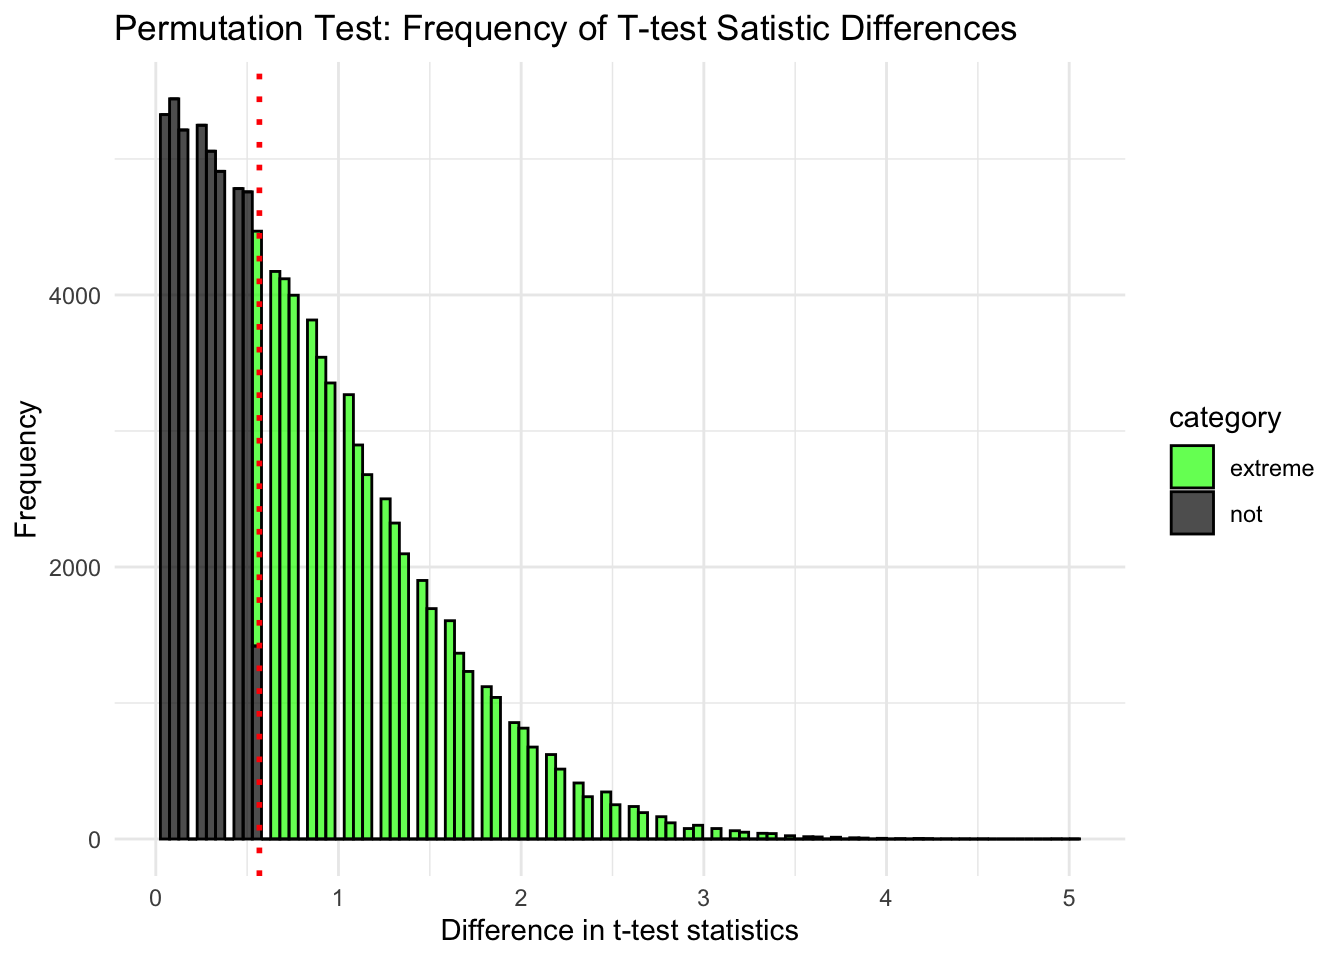 Permutation Test: Frequency of T-test Satistic Differences
Frequency
4000
2000
0
0
1
2
3
4
5
Difference in t-test statistics
category
extreme
not